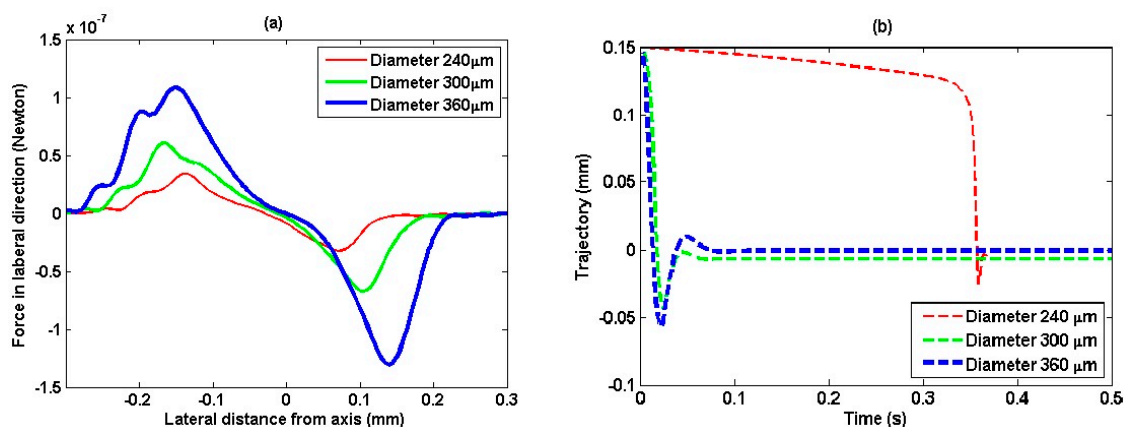 (a)
x 10^-7
1.5
1
0.5
0
-0.5
-1
-1.5
Force in laberal direction (Newton)
-0.2 -0.1 0 0.1 0.2 0.3
Lateral distance from axis (mm)
Diameter 240μm
Diameter 300μm
Diameter 360μm
(b)
0.15
0.1
0.05
0
-0.05
-0.1
Trajectory (mm)
0 0.1 0.2 0.3 0.4 0.5
Time (s)
Diameter 240 μm
Diameter 300 μm
Diameter 360 μm